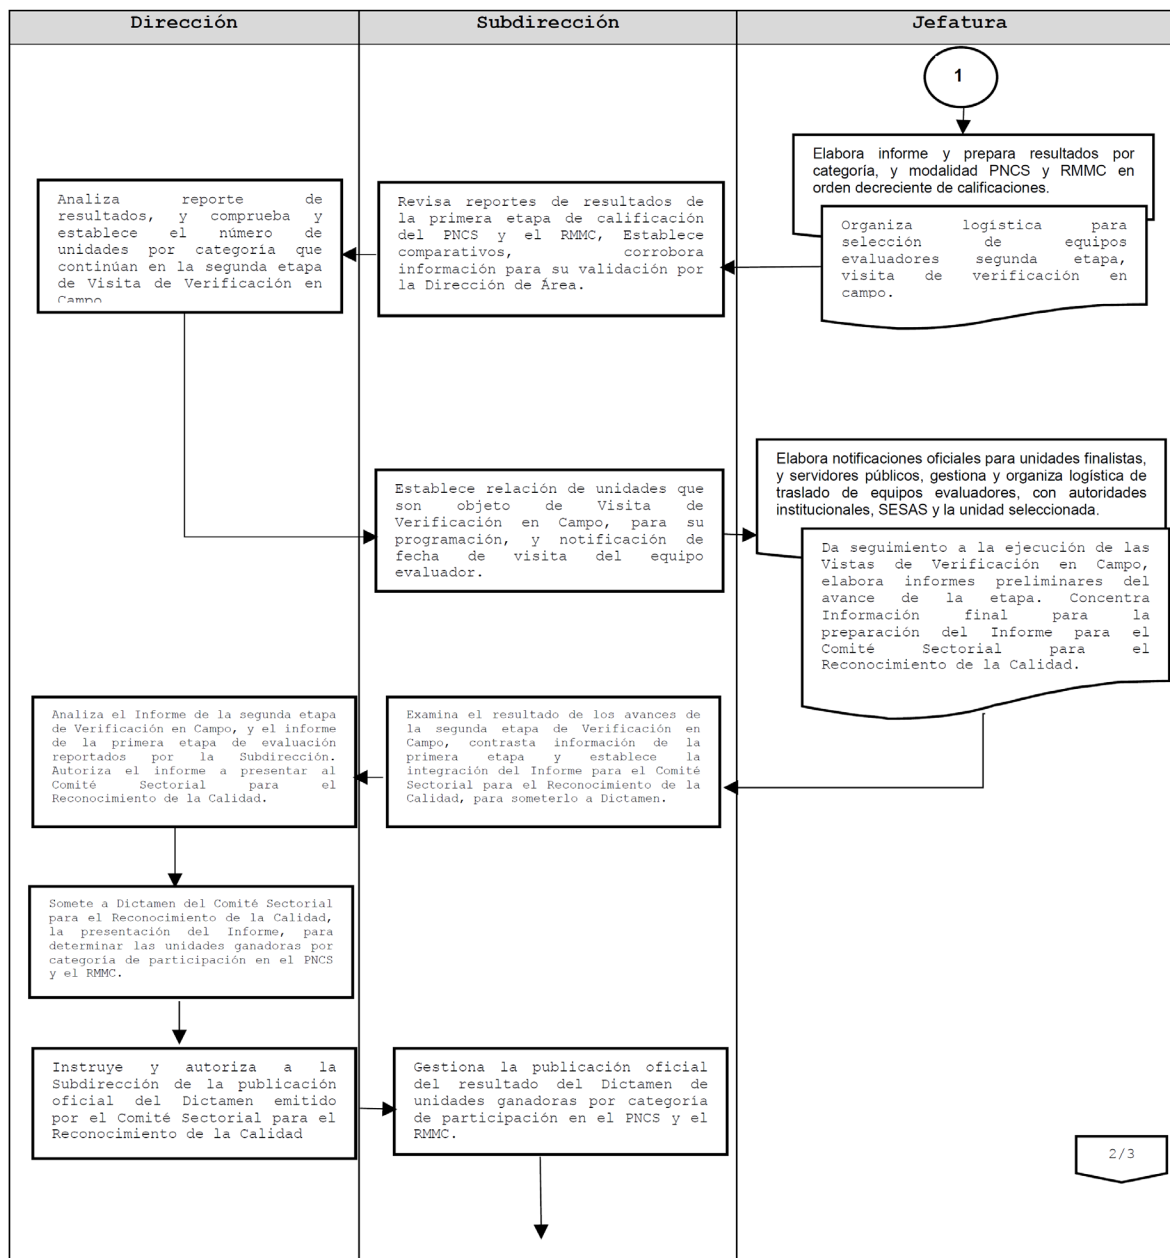 Dirección
Subdirección
Jefatura
1
Elabora informe y prepara resultados por
categoría, y modalidad PNCS y RMMC en
orden decreciente de calificaciones.
Organiza logística para
selección de equipos
evaluadores segunda etapa,
visita de verificación en
campo.
Revisa reportes de resultados de
la primera etapa de calificación
del PNCS y el RMMC, Establece
comparativos, corrobora
información para su validación por
la Dirección de Área.
Analiza reporte de
resultados, y comprueba y
establece el número de
unidades por categoría que
continúan en la segunda etapa
de Visita de Verificación en
Campo
Establece relación de unidades que
son objeto de Visita de
Verificación en Campo, para su
programación, y notificación de
fecha de visita del equipo
evaluador.
Elabora notificaciones oficiales para unidades finalistas,
y servidores públicos, gestiona y organiza logística de
traslado de equipos evaluadores, con autoridades
institucionales, SESAS y la unidad seleccionada.
Da seguimiento a la ejecución de las
Vistas de Verificación en Campo,
elabora informes preliminares del
avance de la etapa. Concentra
Información final para la
preparación del Informe para el
Comité Sectorial para el
Reconocimiento de la Calidad.
Examina el resultado de los avances de
la segunda etapa de Verificación en
Campo, contrasta información de la
primera etapa y establece la
integración del Informe para el Comité
Sectorial para el Reconocimiento de la
Calidad, para someterlo a Dictamen.
Analiza el Informe de la segunda etapa
de Verificación en Campo, y el informe
de la primera etapa de evaluación
reportados por la Subdirección.
Autoriza el informe a presentar al
Comité Sectorial para el
Reconocimiento de la Calidad.
Somete a Dictamen del Comité Sectorial
para el Reconocimiento de la Calidad,
la presentación del Informe, para
determinar las unidades ganadoras por
categoría de participación en el PNCS
y el RMMC.
Instruye y autoriza a la
Subdirección de la publicación
oficial del Dictamen emitido
por el Comité Sectorial para el
Reconocimiento de la Calidad
Gestiona la publicación oficial
del resultado del Dictamen de
unidades ganadoras por categoría
de participación en el PNCS y el
RMMC.
2/3